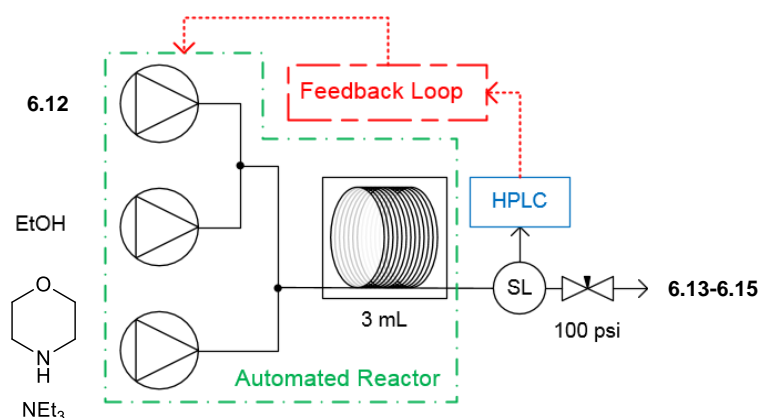 6.12
Feedback Loop
EtOH
HPLC
O
N
H
NEt₃
SL
6.13-6.15
3 mL
100 psi
Automated Reactor